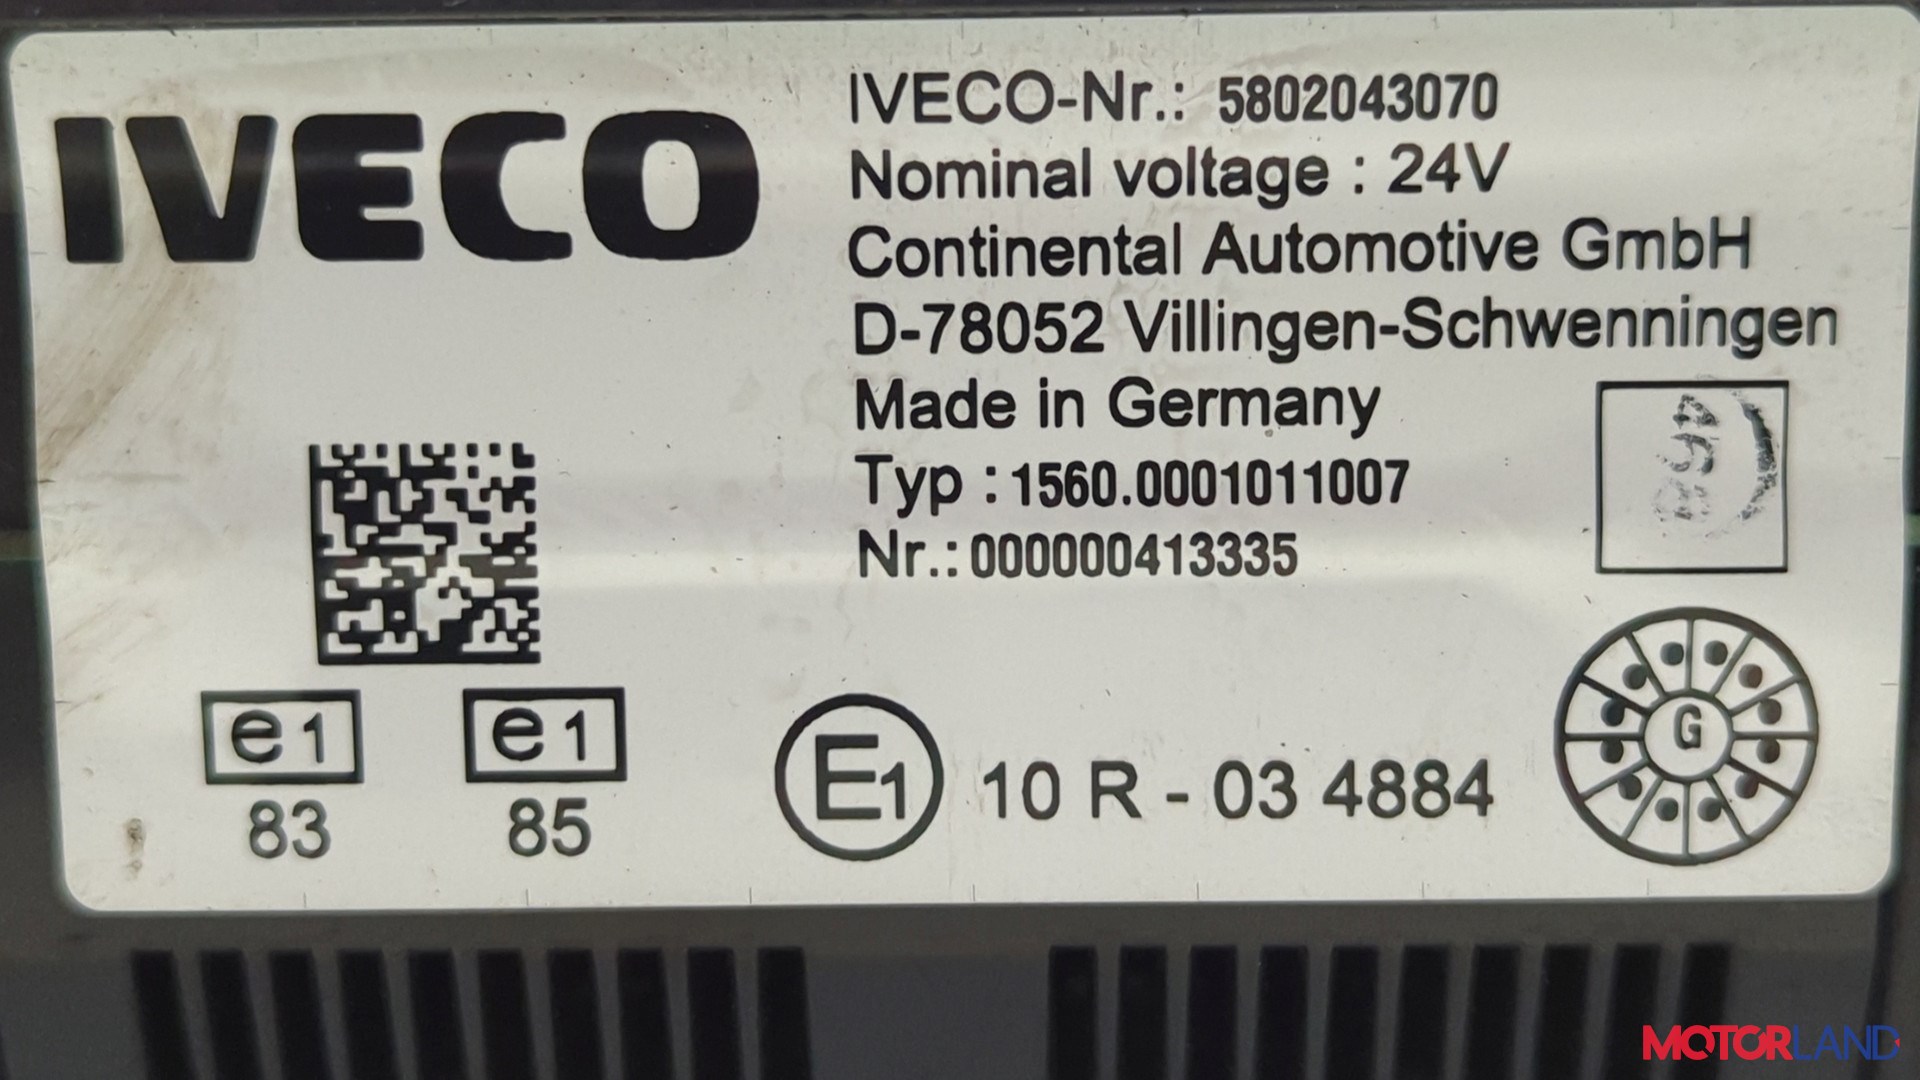 IVECO
IVECO-Nr.: 5802043070
Nominal voltage : 24V
Continental Automotive GmbH
D-78052 Villingen-Schwenningen
Made in Germany
Typ : 1560.0001011007
Nr.: 000000413335
e1
83
e1
85
E1 10 R - 03 4884
G
MOTORLAND